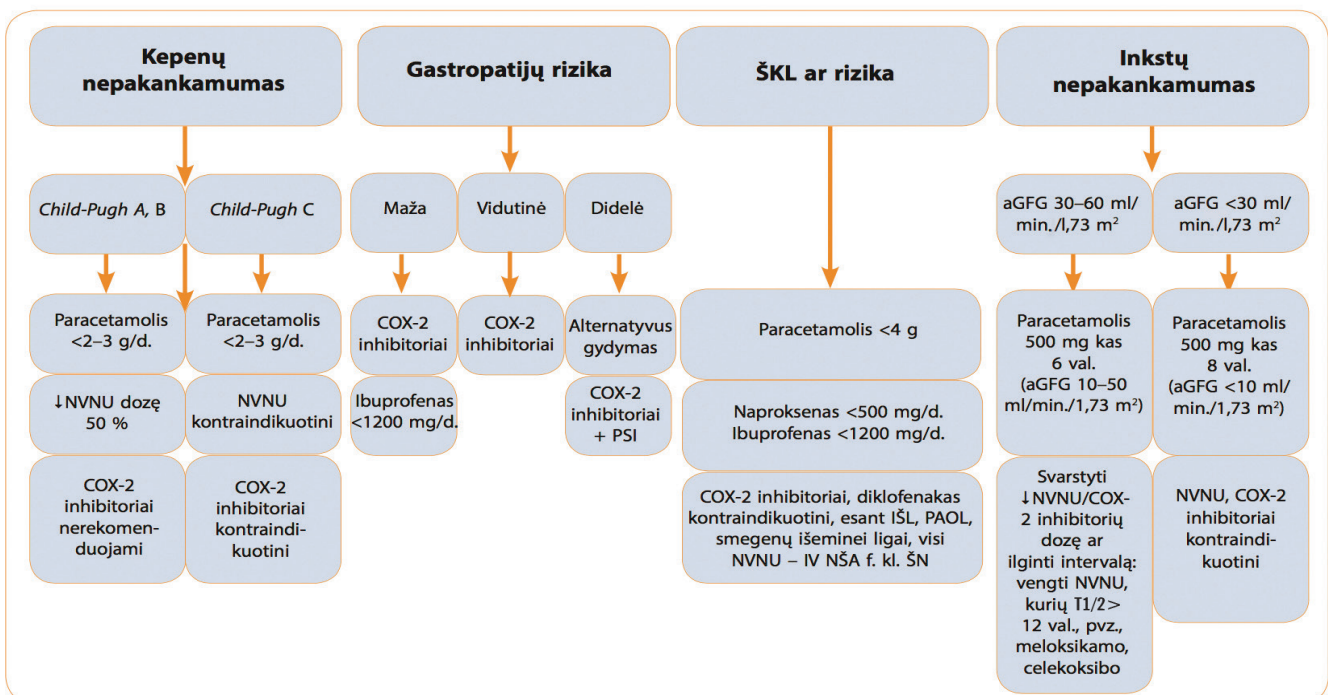 Kepenų
nepakankamumas
Gastropatijų rizika
ŠKL ar rizika
Inkstų
nepakankamumas
Child-Pugh A, B
Child-Pugh C
Maža
Vidutinė
Didelė
aGFG 30–60 ml/
min./l,73 m²
aGFG <30 ml/
min./l,73 m²
Paracetamolis
<2–3 g/d.
Paracetamolis
<2–3 g/d.
COX-2
inhibitoriai
COX-2
inhibitoriai
Alternatyvus
gydymas
Paracetamolis <4 g
Paracetamolis
500 mg kas
6 val.
(aGFG 10–50
ml/min./1,73 m²)
Paracetamolis
500 mg kas
8 val.
(aGFG <10 ml/
min./1,73 m²)
↓NVNU dozę
50 %
NVNU
kontraindikuotini
Ibuprofenas
<1200 mg/d.
COX-2
inhibitoriai
+ PSI
Naproksenas <500 mg/d.
Ibuprofenas <1200 mg/d.
COX-2
inhibitoriai
nerekomen-
duojami
COX-2
inhibitoriai
kontraindi-
kuotini
COX-2 inhibitoriai, diklofenakas
kontraindikuotini, esant IŠL, PAOL,
smegenų išeminei ligai, visi
NVNU – IV NŠA f. kl. ŠN
Svarstyti
↓NVNU/COX-
2 inhibitorių
dozę ar
ilginti intervalą:
vengti NVNU,
kurių T1/2>
12 val., pvz.,
meloksikamo,
celekoksibo
NVNU, COX-2
inhibitoriai
kontraindi-
kuotini